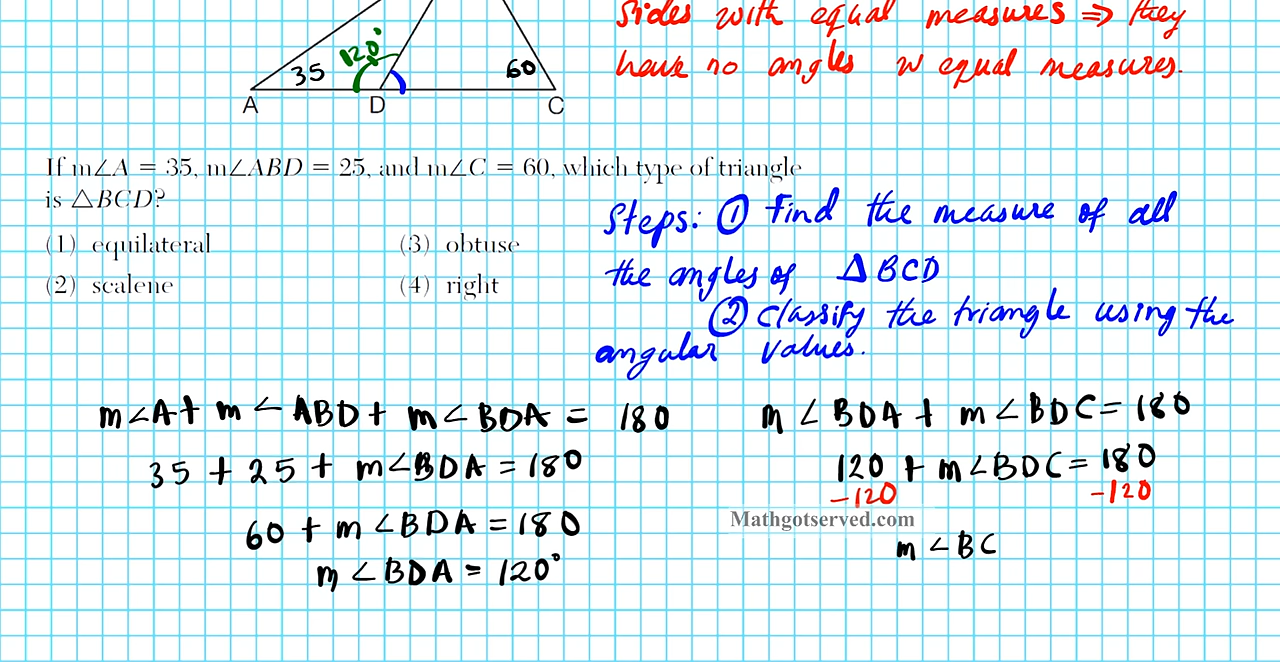 Sides with equal measures ⇒ they
have no angles w equal measures.
120°
35
60
A D C
If m∠A = 35, m∠ABD = 25, and m∠C = 60, which type of triangle
is △BCD?
(1) equilateral (3) obtuse
(2) scalene (4) right
Steps: ① Find the measure of all
the angles of △BCD
② Classify the triangle using the
angular values.
m∠A + m∠ABD + m∠BDA = 180
35 + 25 + m∠BDA = 180
60 + m∠BDA = 180
m∠BDA = 120°
m∠BDA + m∠BDC = 180
120 + m∠BDC = 180
-120 -120
Mathgotserved.com
m∠BC